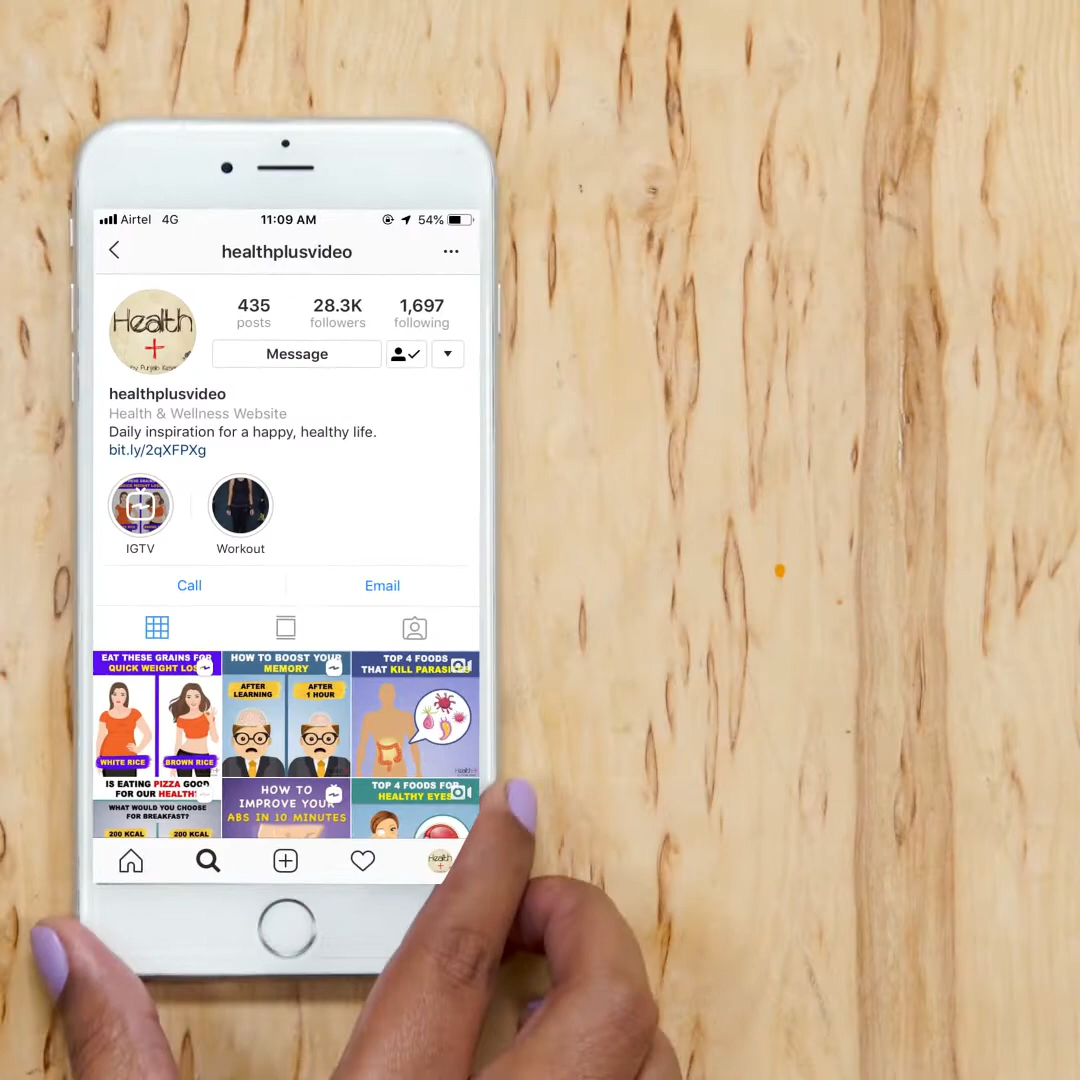 Airtel 4G 11:09 AM 54%
healthplusvideo
435 28.3K 1,697
posts followers following
Health
by Punjab Kesari
Message
healthplusvideo
Health & Wellness Website
Daily inspiration for a happy, healthy life.
bit.ly/2qXFPXg
IGTV Workout
Call Email
EAT THESE GRAINS FOR
QUICK WEIGHT LOSS
WHITE RICE BROWN RICE
HOW TO BOOST YOUR
MEMORY
AFTER
LEARNING
AFTER
1 HOUR
TOP 4 FOODS
THAT KILL PARASITES
IS EATING PIZZA GOOD
FOR OUR HEALTH?
WHAT WOULD YOU CHOOSE
FOR BREAKFAST?
200 KCAL 200 KCAL
HOW TO
IMPROVE YOUR
ABS IN 10 MINUTES
TOP 4 FOODS FOR
HEALTHY EYES
Health